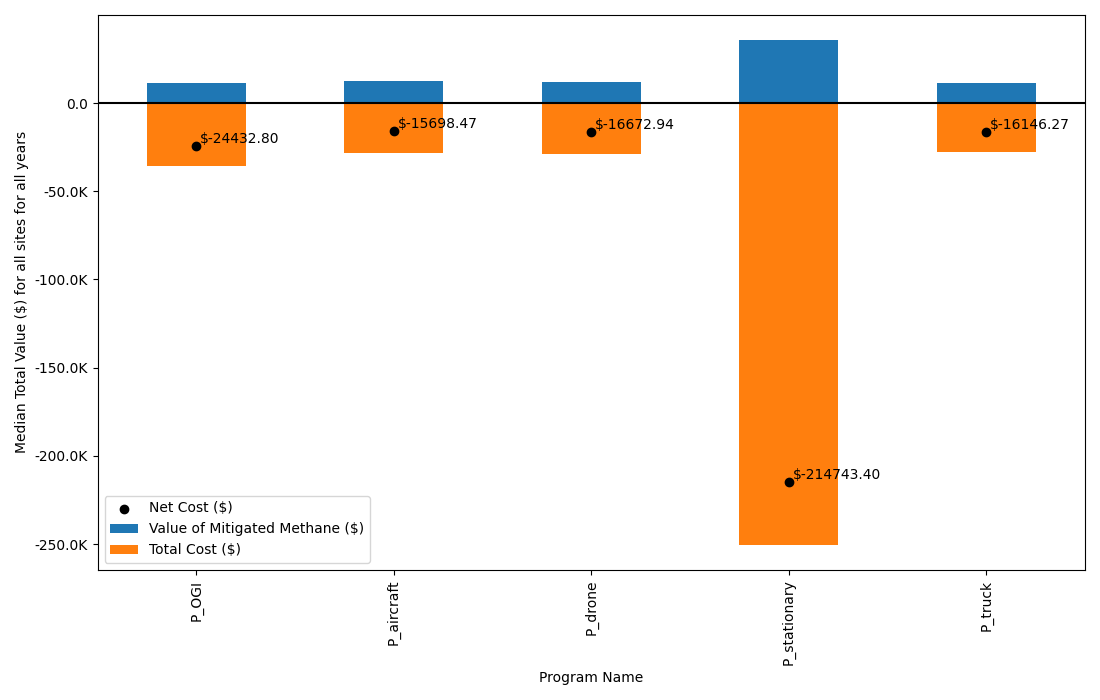 Median Total Value ($) for all sites for all years
0.0
-50.0K
-100.0K
-150.0K
-200.0K
-250.0K
$-24432.80
$-15698.47
$-16672.94
$-214743.40
$-16146.27
Net Cost ($)
Value of Mitigated Methane ($)
Total Cost ($)
P_OGI
P_aircraft
P_drone
P_stationary
P_truck
Program Name